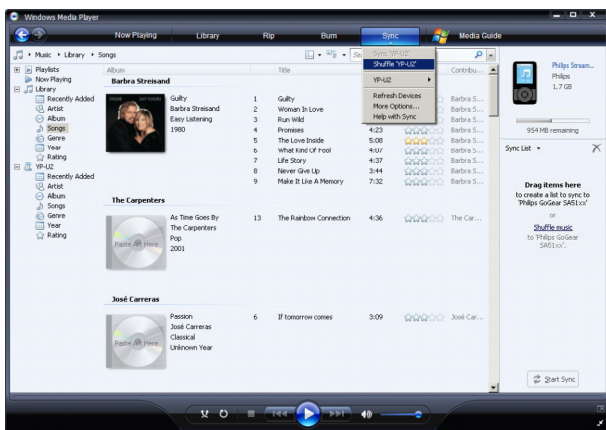 Windows Media Player
Now Playing Library Rip Burn Sync Media Guide
Music Library Songs
Sync 'YP-U2'
Shuffle 'YP-U2'
YP-U2
Refresh Devices
More Options...
Help with Sync
Playlists
Now Playing
Library
Recently Added
Artist
Album
Songs
Genre
Year
Rating
YP-U2
Recently Added
Artist
Album
Songs
Genre
Year
Rating
Album Title Contribu...
Barbra Streisand
Guilty
Barbra Streisand
Easy Listening
1980
1 Guilty Barbra S...
2 Woman In Love Barbra S...
3 Run Wild Barbra S...
4 Promises 4:23 Barbra S...
5 The Love Inside 5:08 Barbra S...
6 What Kind Of Fool 4:07 Barbra S...
7 Life Story 4:37 Barbra S...
8 Never Give Up 3:44 Barbra S...
9 Make It Like A Memory 7:32 Barbra S...
The Carpenters
Paste Art Here
As Time Goes By
The Carpenters
Pop
2001
13 The Rainbow Connection 4:36 The Car...
José Carreras
Paste Art Here
Passion
José Carreras
Classical
Unknown Year
6 If tomorrow comes 3:09 José Car...
Philips Stream...
Philips
1.7 GB
954 MB remaining
Sync List
Drag items here
to create a list to sync to
'Philips GoGear SA51xx'.
or
Shuffle music
to 'Philips GoGear
SA51xx'.
Start Sync